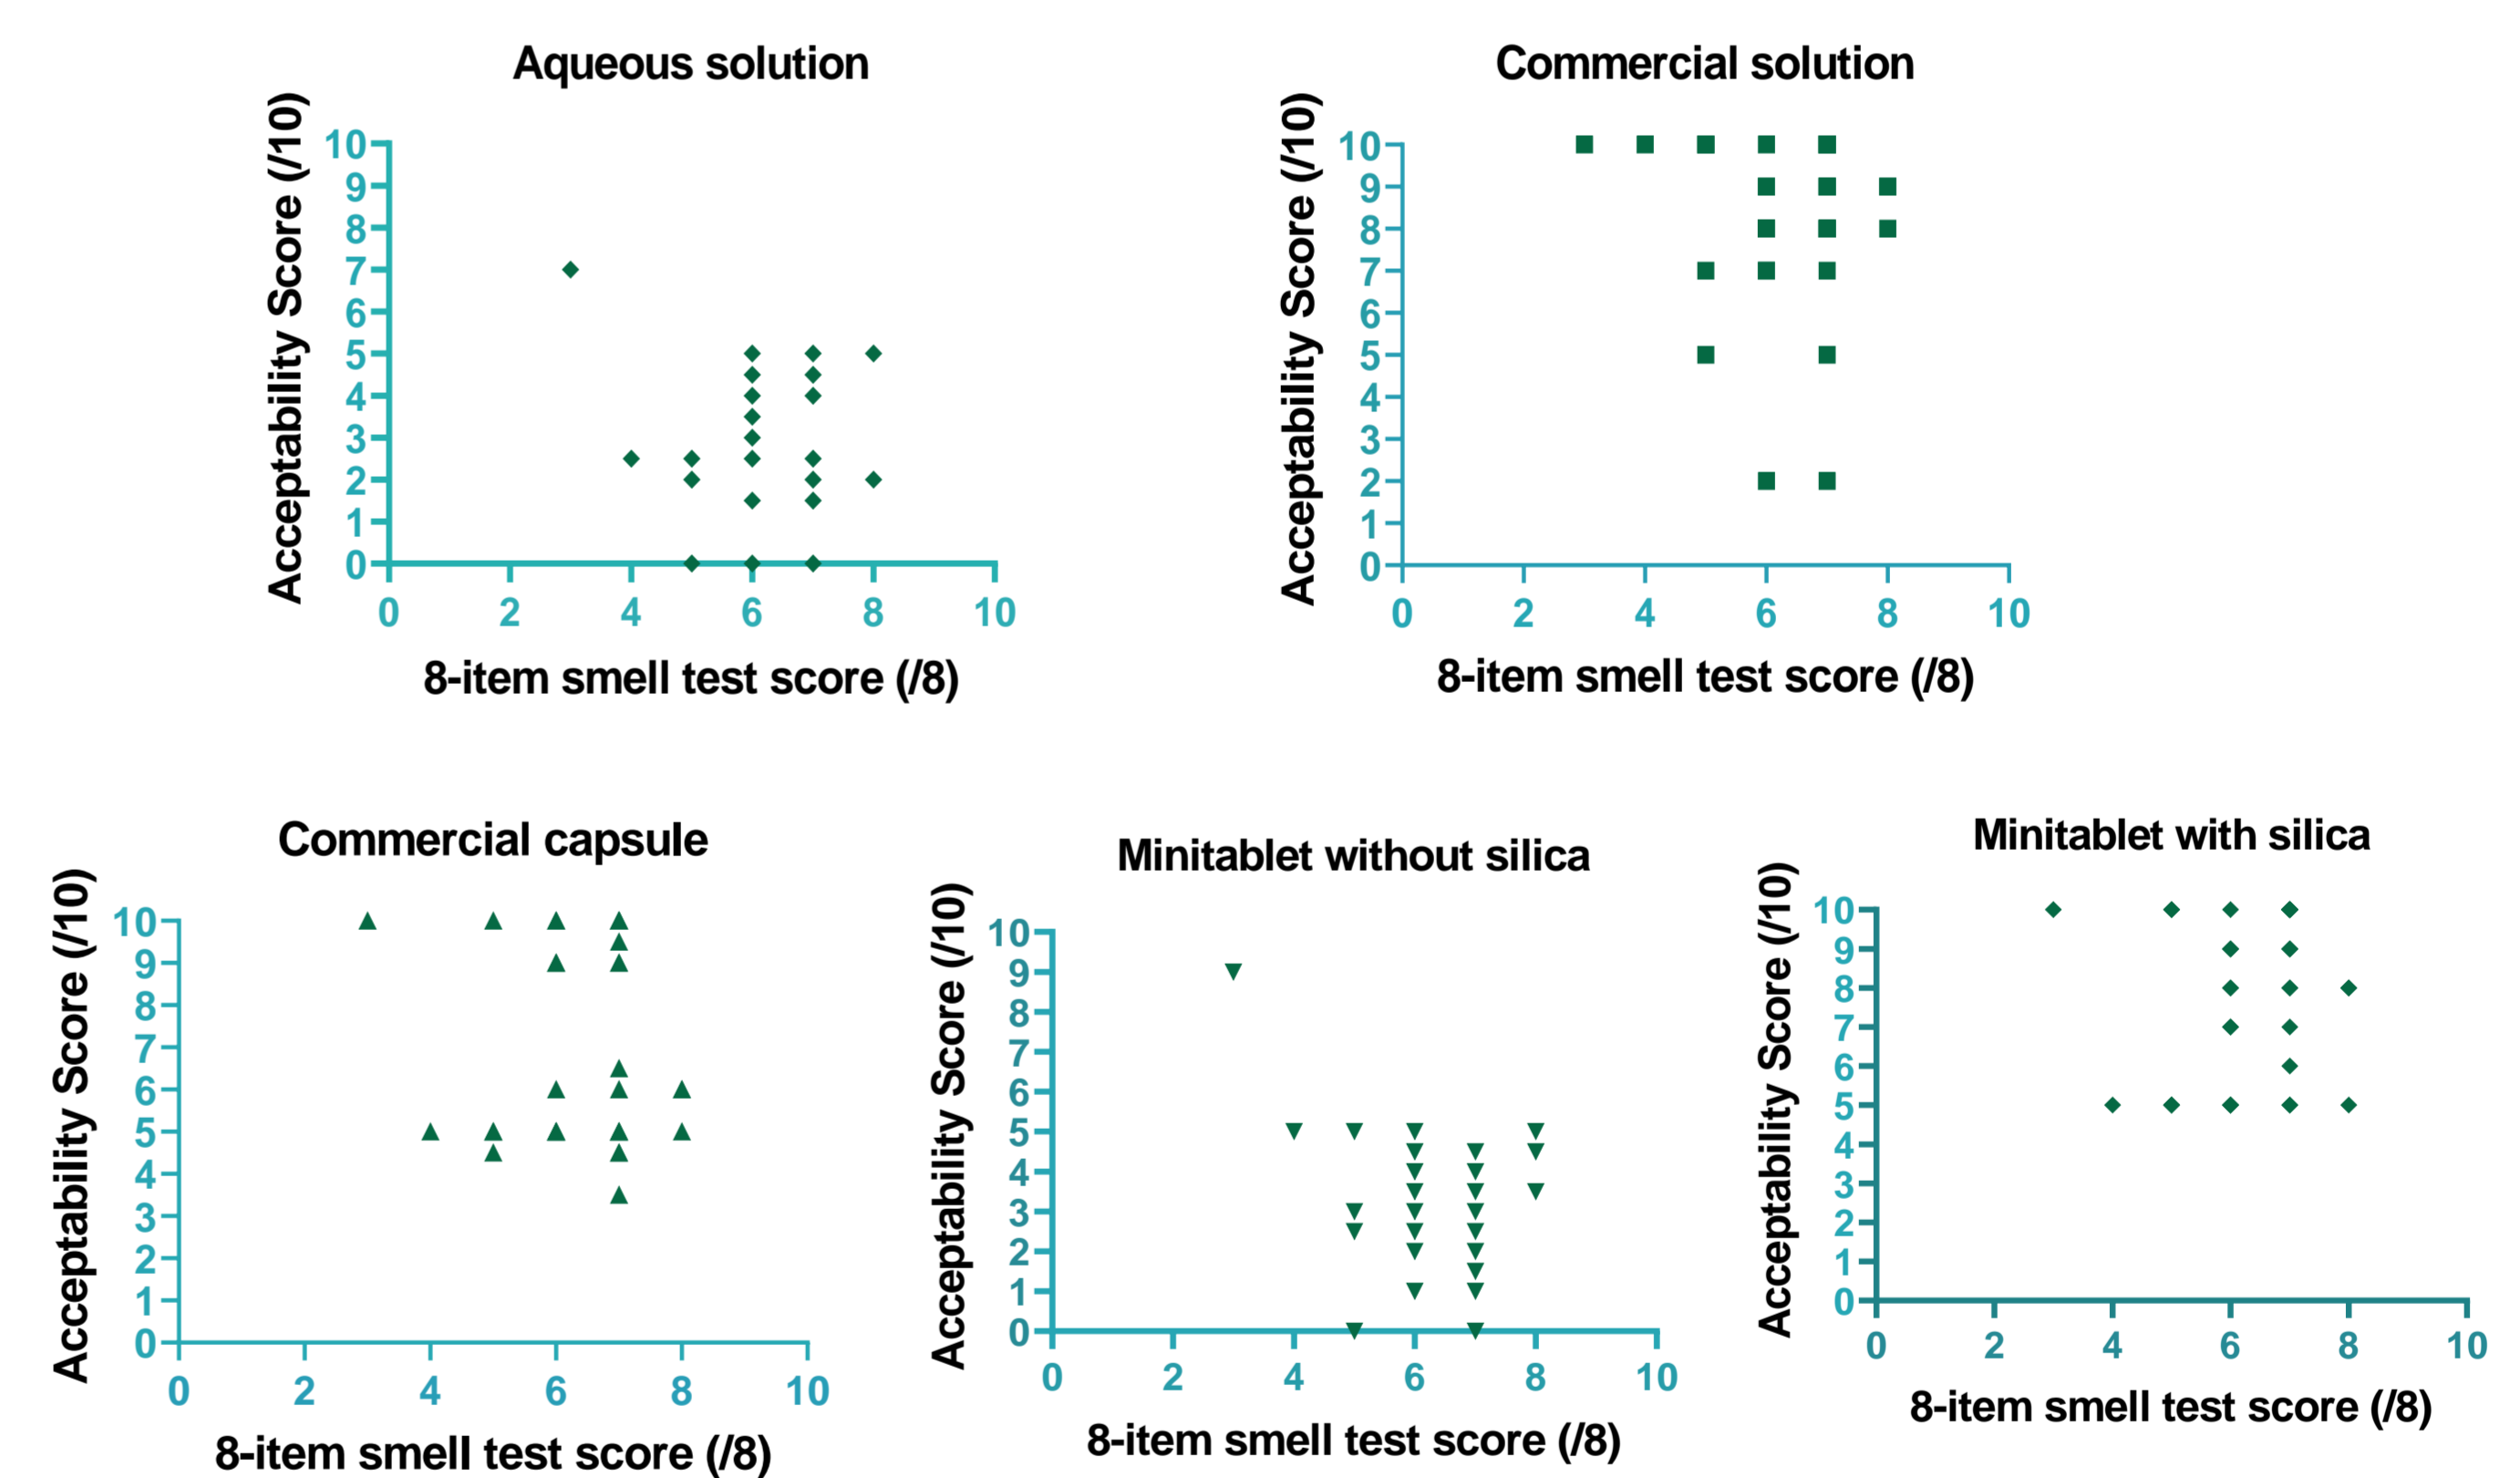 Aqueous solution
Acceptability Score (/10)
10
9
8
7
6
5
4
3
2
1
0
0 2 4 6 8 10
8-item smell test score (/8)
Commercial solution
Acceptability Score (/10)
10
9
8
7
6
5
4
3
2
1
0
0 2 4 6 8 10
8-item smell test score (/8)
Commercial capsule
Acceptability Score (/10)
10
9
8
7
6
5
4
3
2
1
0
0 2 4 6 8 10
8-item smell test score (/8)
Minitablet without silica
Acceptability Score (/10)
10
9
8
7
6
5
4
3
2
1
0
0 2 4 6 8 10
8-item smell test score (/8)
Minitablet with silica
Acceptability Score (/10)
10
9
8
7
6
5
4
3
2
1
0
0 2 4 6 8 10
8-item smell test score (/8)